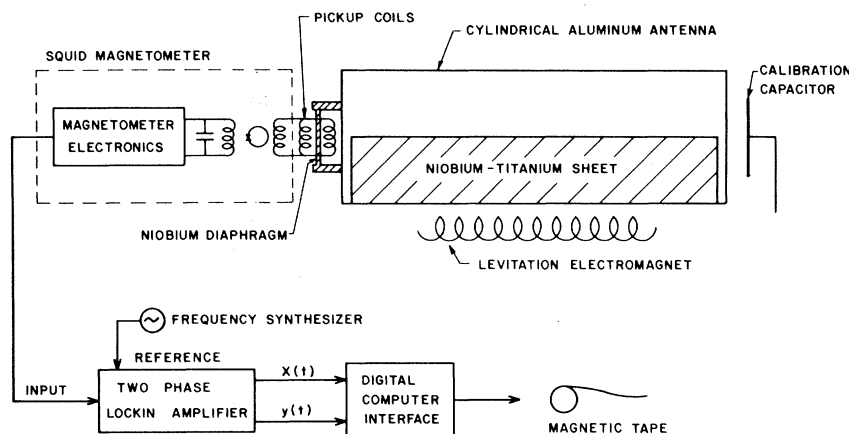 PICKUP COILS
SQUID MAGNETOMETER
CYLINDRICAL ALUMINUM ANTENNA
CALIBRATION
CAPACITOR
MAGNETOMETER
ELECTRONICS
NIOBIUM-TITANIUM SHEET
NIOBIUM DIAPHRAGM
LEVITATION ELECTROMAGNET
FREQUENCY SYNTHESIZER
REFERENCE
INPUT
TWO PHASE
LOCKIN AMPLIFIER
X(t)
y(t)
DIGITAL
COMPUTER
INTERFACE
MAGNETIC TAPE